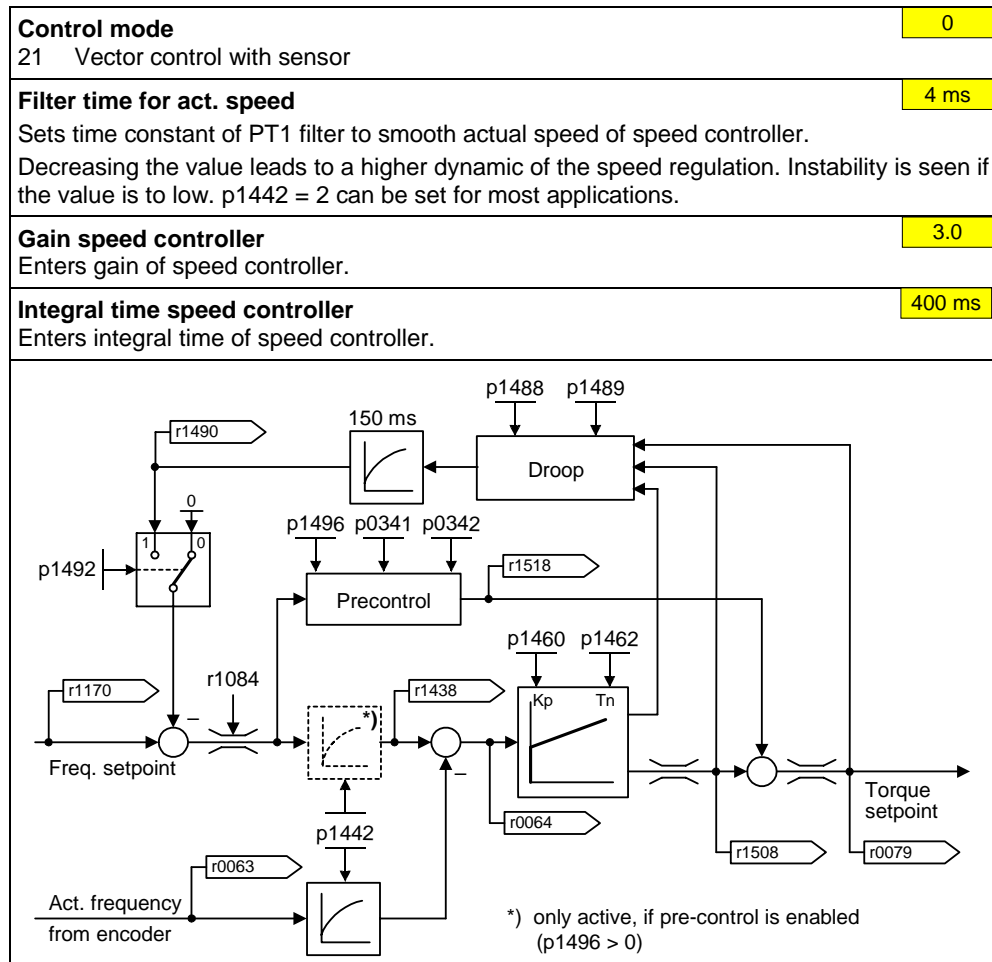 Control mode 0
21 Vector control with sensor
Filter time for act. speed 4 ms
Sets time constant of PT1 filter to smooth actual speed of speed controller.
Decreasing the value leads to a higher dynamic of the speed regulation. Instability is seen if
the value is to low. p1442 = 2 can be set for most applications.
Gain speed controller 3.0
Enters gain of speed controller.
Integral time speed controller 400 ms
Enters integral time of speed controller.
p1488 p1489
150 ms
r1490
Droop
0
1 0
p1496 p0341 p0342
p1492
r1518
Precontrol
p1460 p1462
r1170
r1084
r1438
Kp Tn
*)
–
–
Freq. setpoint
Torque
setpoint
p1442
r0064
r0063
r1508
r0079
Act. frequency
from encoder
*) only active, if pre-control is enabled
(p1496 > 0)